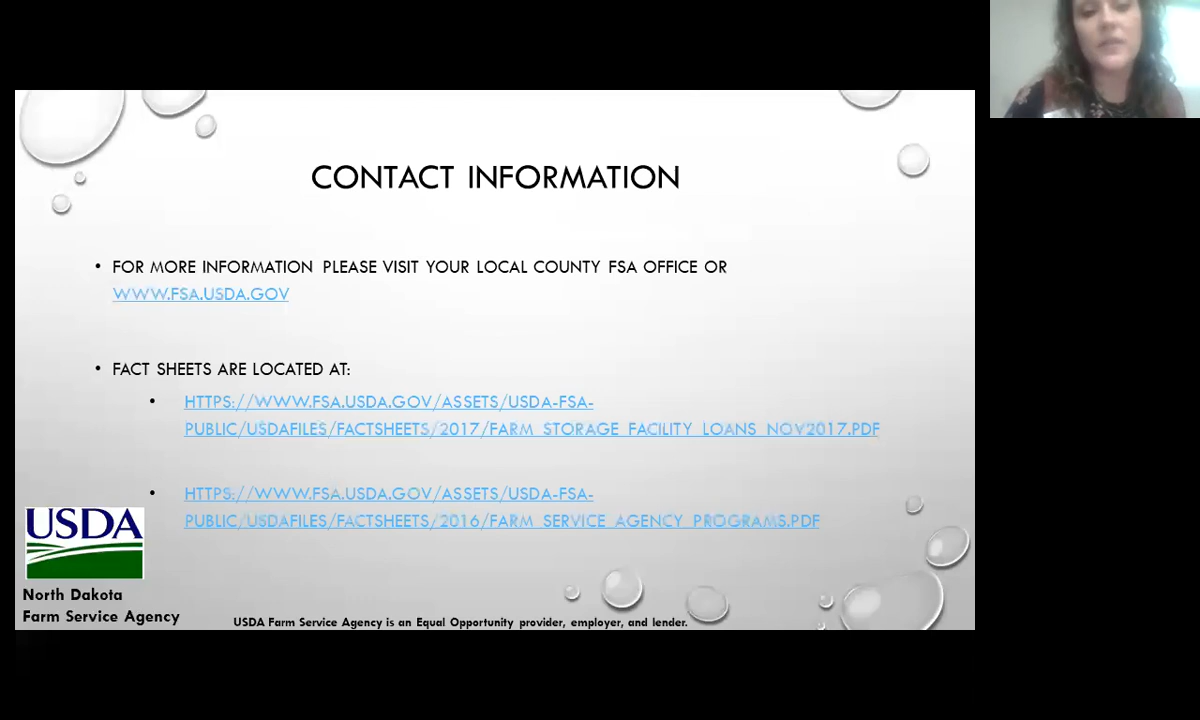 CONTACT INFORMATION
• FOR MORE INFORMATION PLEASE VISIT YOUR LOCAL COUNTY FSA OFFICE OR
WWW.FSA.USDA.GOV
• FACT SHEETS ARE LOCATED AT:
• HTTPS://WWW.FSA.USDA.GOV/ASSETS/USDA-FSA-
PUBLIC/USDAFILES/FACTSHEETS/2017/FARM_STORAGE_FACILITY_LOANS_NOV2017.PDF
• HTTPS://WWW.FSA.USDA.GOV/ASSETS/USDA-FSA-
PUBLIC/USDAFILES/FACTSHEETS/2016/FARM_SERVICE_AGENCY_PROGRAMS.PDF
USDA
North Dakota
Farm Service Agency
USDA Farm Service Agency is an Equal Opportunity provider, employer, and lender.